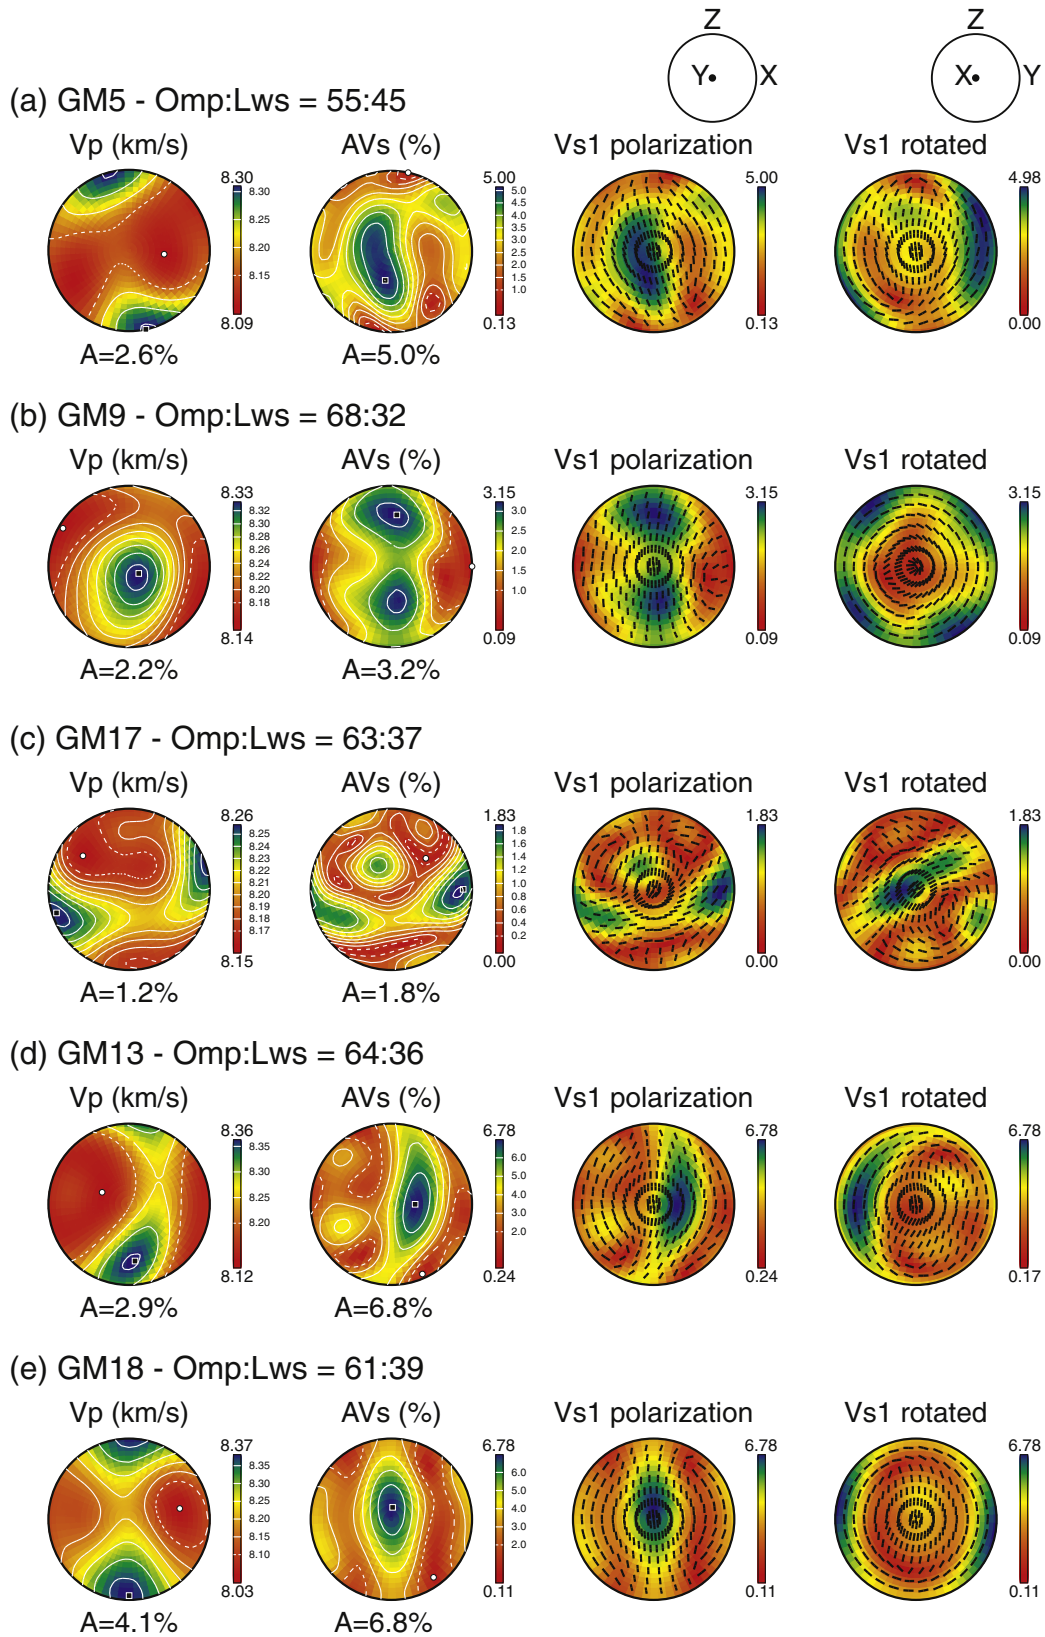 Z Z
Y X X Y
(a) GM5 - Omp:Lws = 55:45
Vp (km/s) AVs (%) Vs1 polarization Vs1 rotated
8.30 5.00 5.00 4.98
8.30 5.0
8.25 4.5
8.20 4.0
8.15 3.5
3.0
2.5
2.0
1.5
1.0
8.09 0.13 0.13 0.00
A=2.6% A=5.0%
(b) GM9 - Omp:Lws = 68:32
Vp (km/s) AVs (%) Vs1 polarization Vs1 rotated
8.33 3.15 3.15 3.15
8.32 3.0
8.30 2.5
8.28 2.0
8.26 1.5
8.24 1.0
8.22
8.20
8.18
8.14 0.09 0.09 0.09
A=2.2% A=3.2%
(c) GM17 - Omp:Lws = 63:37
Vp (km/s) AVs (%) Vs1 polarization Vs1 rotated
8.26 1.83 1.83 1.83
8.25 1.8
8.24 1.6
8.23 1.4
8.22 1.2
8.21 1.0
8.20 0.8
8.19 0.6
8.18 0.4
8.17 0.2
8.15 0.00 0.00 0.00
A=1.2% A=1.8%
(d) GM13 - Omp:Lws = 64:36
Vp (km/s) AVs (%) Vs1 polarization Vs1 rotated
8.36 6.78 6.78 6.78
8.35 6.0
8.30 5.0
8.25 4.0
8.20 3.0
2.0
8.12 0.24 0.24 0.17
A=2.9% A=6.8%
(e) GM18 - Omp:Lws = 61:39
Vp (km/s) AVs (%) Vs1 polarization Vs1 rotated
8.37 6.78 6.78 6.78
8.35 6.0
8.30 5.0
8.25 4.0
8.20 3.0
8.15 2.0
8.10
8.03 0.11 0.11 0.11
A=4.1% A=6.8%